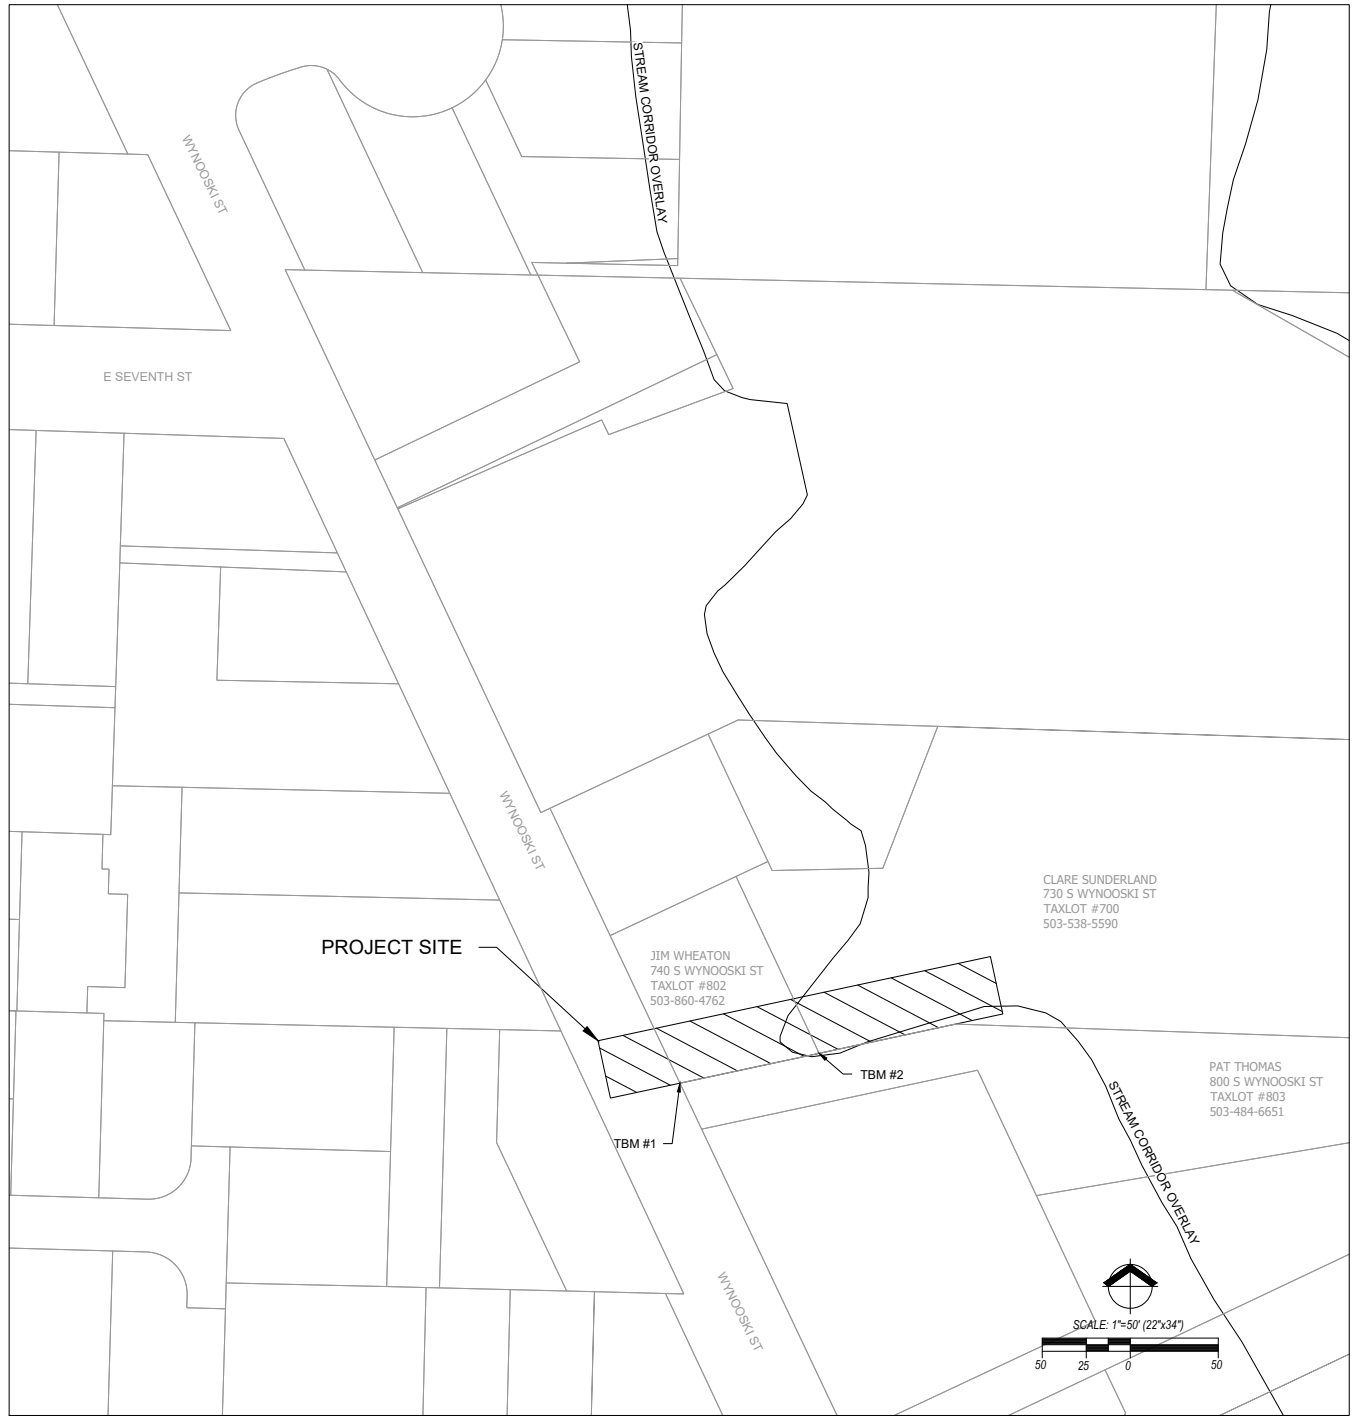 STREAM CORRIDOR OVERLAY
WYNOOSKI ST
E SEVENTH ST
WYNOOSKI ST
CLARE SUNDERLAND
730 S WYNOOSKI ST
TAXLOT #700
503-538-5590
PROJECT SITE
JIM WHEATON
740 S WYNOOSKI ST
TAXLOT #802
503-860-4762
PAT THOMAS
800 S WYNOOSKI ST
TAXLOT #803
503-484-6651
TBM #2
TBM #1
STREAM CORRIDOR OVERLAY
WYNOOSKI ST
SCALE: 1"=50' (22"x34")
50 25 0 50